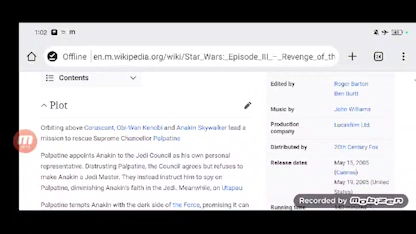 1:02
Offline en.m.wikipedia.org/wiki/Star_Wars:_Episode_III_–_Revenge_of_th
Contents
Plot
Orbiting above Coruscant, Obi-Wan Kenobi and Anakin Skywalker lead a
mission to rescue Supreme Chancellor Palpatine
Palpatine appoints Anakin to the Jedi Council as his own personal
representative. Distrusting Palpatine, the Council agrees but refuses to
make Anakin a Jedi Master. They instead instruct him to spy on
Palpatine, diminishing Anakin's faith in the Jedi. Meanwhile, on Utapau
Palpatine tempts Anakin with the dark side of the Force, promising it can
Edited by Roger Barton
Ben Burtt
Music by John Williams
Production company Lucasfilm Ltd.
Distributed by 20th Century Fox
Release dates May 15, 2005
(Cannes)
May 19, 2005 (United
States)
Running time
Recorded by mobizen